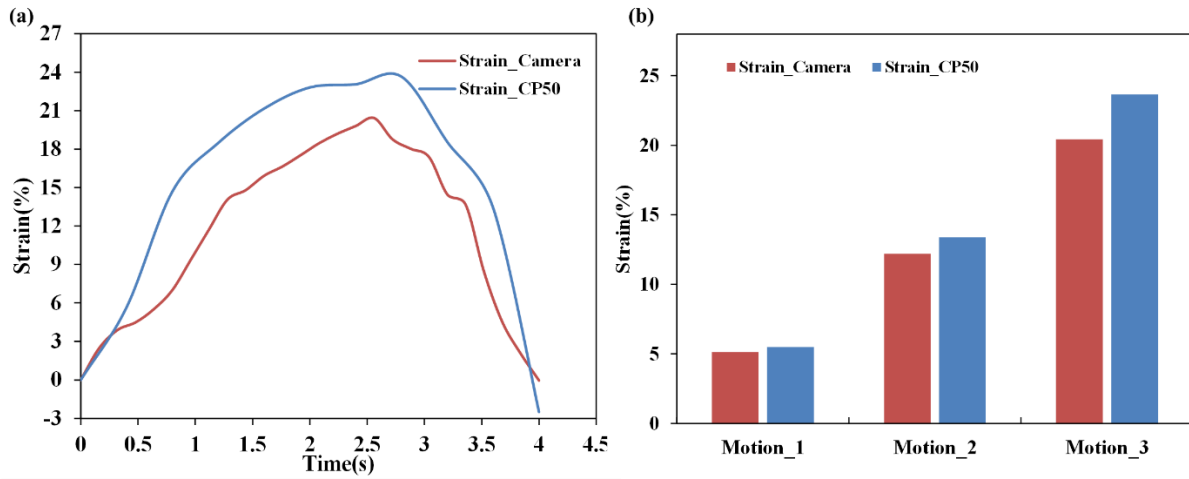 (a)
27
24
21
18
15
12
9
6
3
0
-3
Strain(%)
Strain_Camera
Strain_CP50
0 0.5 1 1.5 2 2.5 3 3.5 4 4.5
Time(s)
(b)
25
20
15
10
5
0
Strain(%)
Strain_Camera Strain_CP50
Motion_1 Motion_2 Motion_3